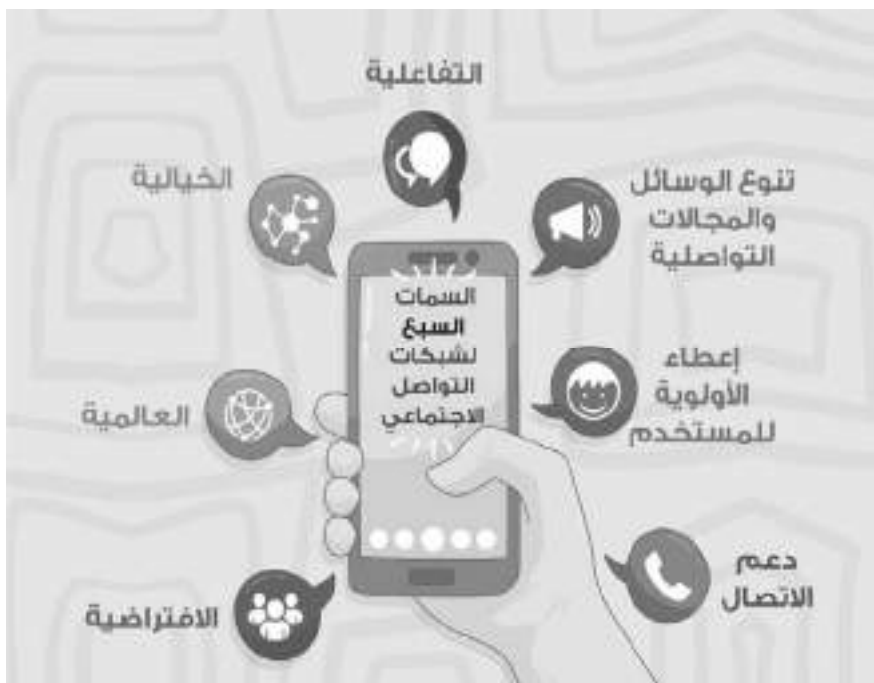 التفاعلية
تنوع الوسائل
والمجالات
التواصلية
الخيالية
السمات
السبع
لشبكات
التواصل
الاجتماعي
إعطاء
الأولوية
للمستخدم
العالمية
دعم
الاتصال
الافتراضية